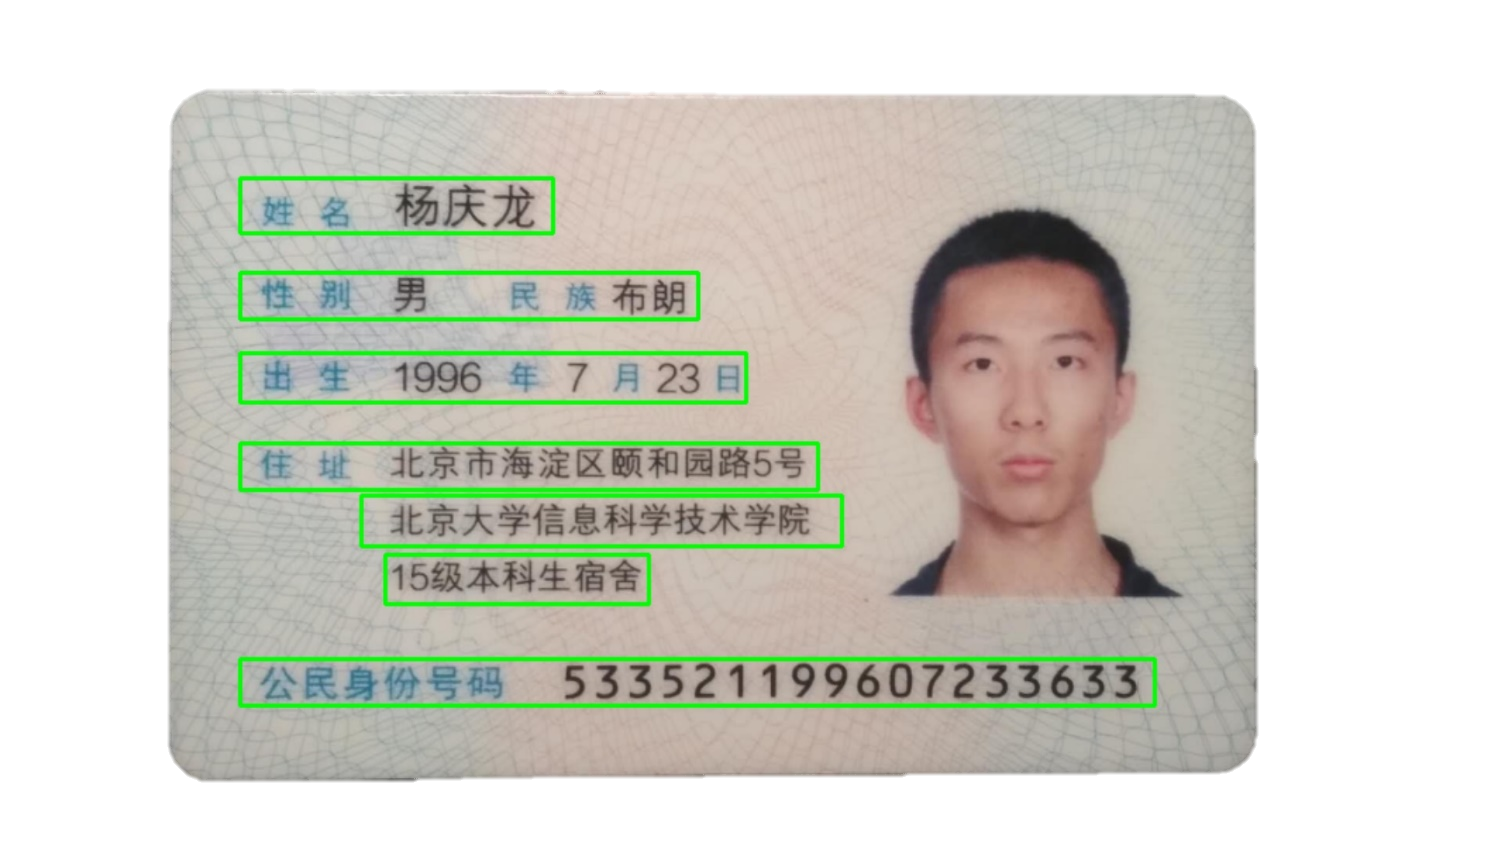 姓名 杨庆龙
性别 男 民族 布朗
出生 1996 年 7 月 23 日
住址 北京市海淀区颐和园路5号
北京大学信息科学技术学院
15级本科生宿舍
公民身份号码 533521199607233633